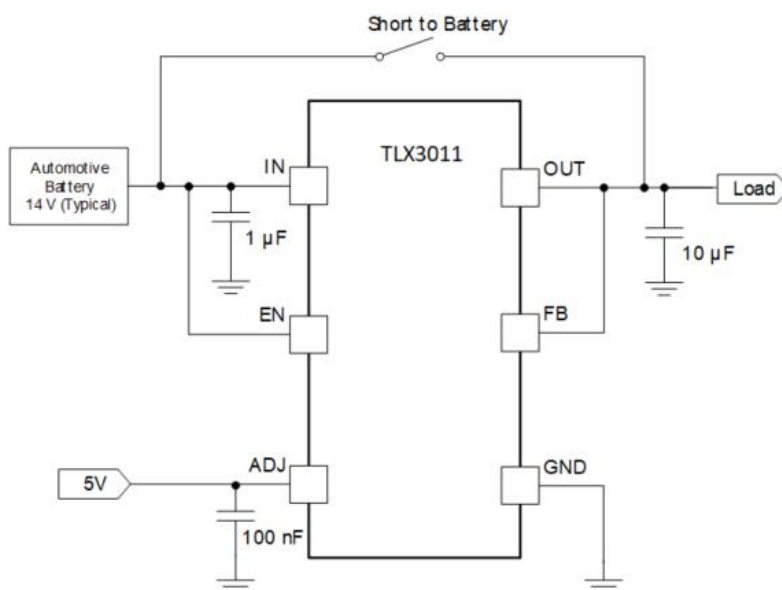 Short to Battery
TLX3011
Automotive
Battery
14 V (Typical)
IN
OUT
Load
1 µF
10 µF
EN
FB
ADJ
GND
5V
100 nF